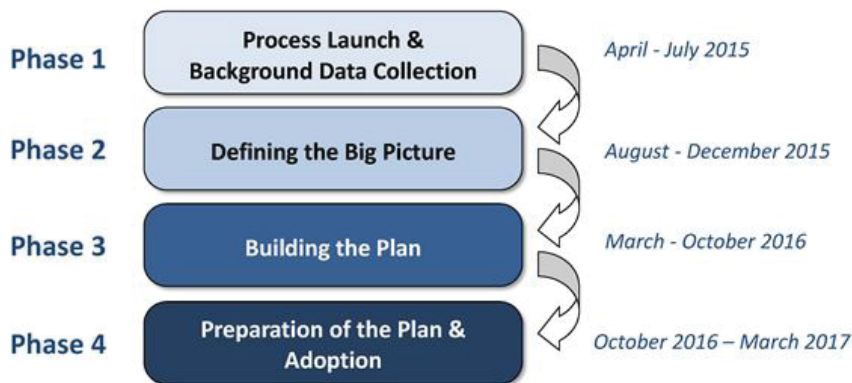 Phase 1
Process Launch &
Background Data Collection
April - July 2015
Phase 2
Defining the Big Picture
August - December 2015
Phase 3
Building the Plan
March - October 2016
Phase 4
Preparation of the Plan &
Adoption
October 2016 – March 2017